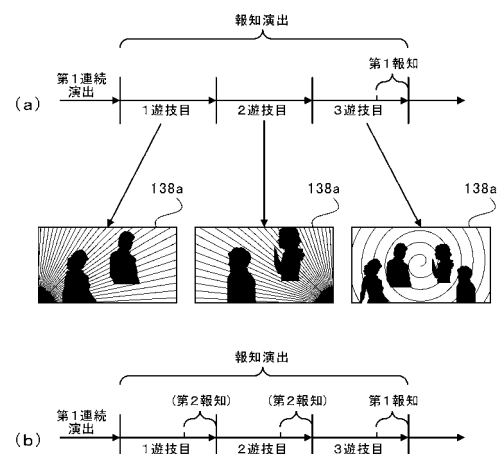 報知演出
第1連続
演出
第1報知
(a)
1遊技目
2遊技目
3遊技目
138a
138a
138a
報知演出
第1連続
演出
(第2報知)
(第2報知)
第1報知
(b)
1遊技目
2遊技目
3遊技目